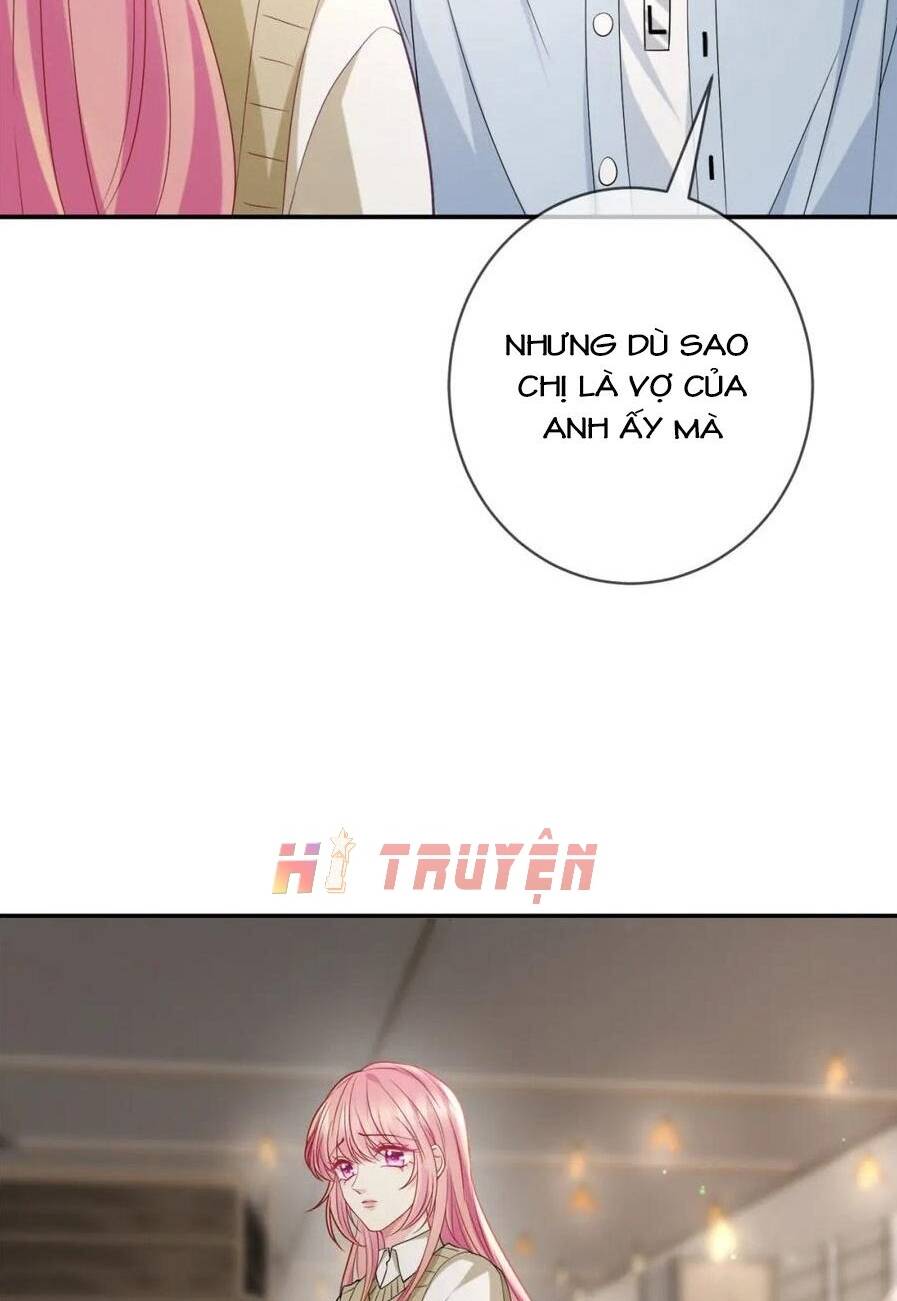 NHƯNG DÙ SAO
CHỊ LÀ VỢ CỦA
ANH ẤY MÀ
HI TRUYỆN